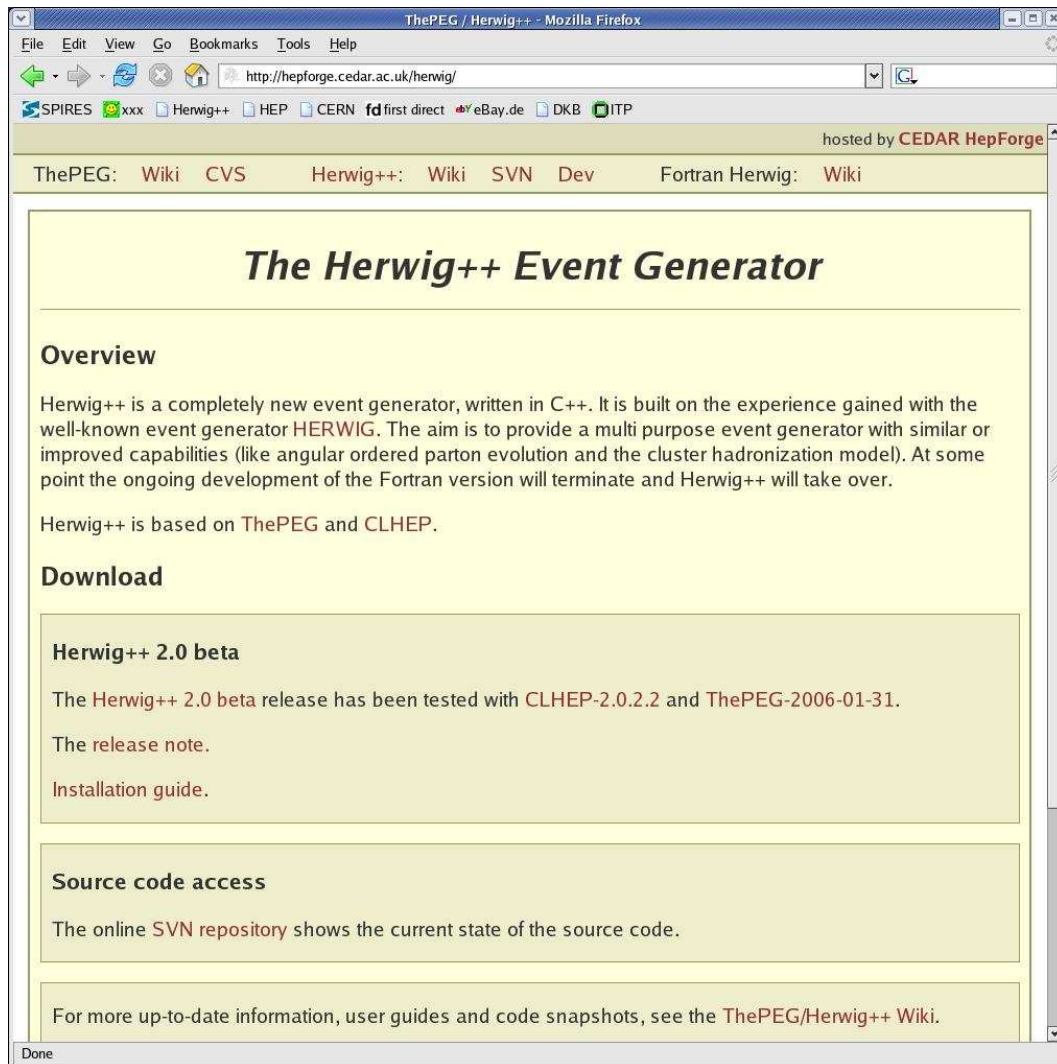 ThePEG / Herwig++ - Mozilla Firefox
File Edit View Go Bookmarks Tools Help
http://hepforge.cedar.ac.uk/herwig/ G
SPIRES xxx Herwig++ HEP CERN fd first direct ebY eBay.de DKB ITP
hosted by CEDAR HepForge
ThePEG: Wiki CVS Herwig++: Wiki SVN Dev Fortran Herwig: Wiki
The Herwig++ Event Generator
Overview
Herwig++ is a completely new event generator, written in C++. It is built on the experience gained with the
well-known event generator HERWIG. The aim is to provide a multi purpose event generator with similar or
improved capabilities (like angular ordered parton evolution and the cluster hadronization model). At some
point the ongoing development of the Fortran version will terminate and Herwig++ will take over.
Herwig++ is based on ThePEG and CLHEP.
Download
Herwig++ 2.0 beta
The Herwig++ 2.0 beta release has been tested with CLHEP-2.0.2.2 and ThePEG-2006-01-31.
The release note.
Installation guide.
Source code access
The online SVN repository shows the current state of the source code.
For more up-to-date information, user guides and code snapshots, see the ThePEG/Herwig++ Wiki.
Done